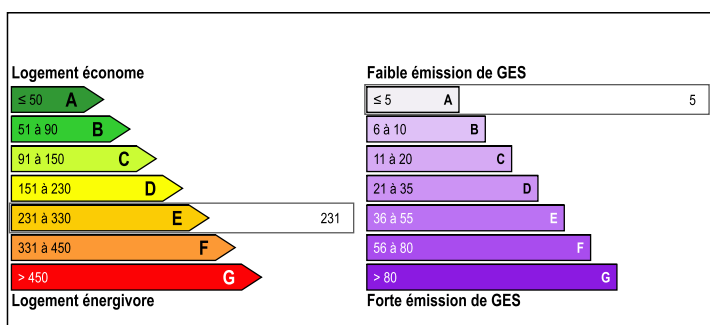 Logement économe
≤ 50 A
51 à 90 B
91 à 150 C
151 à 230 D
231 à 330 E 231
331 à 450 F
> 450 G
Logement énergivore
Faible émission de GES
≤ 5 A 5
6 à 10 B
11 à 20 C
21 à 35 D
36 à 55 E
56 à 80 F
> 80 G
Forte émission de GES